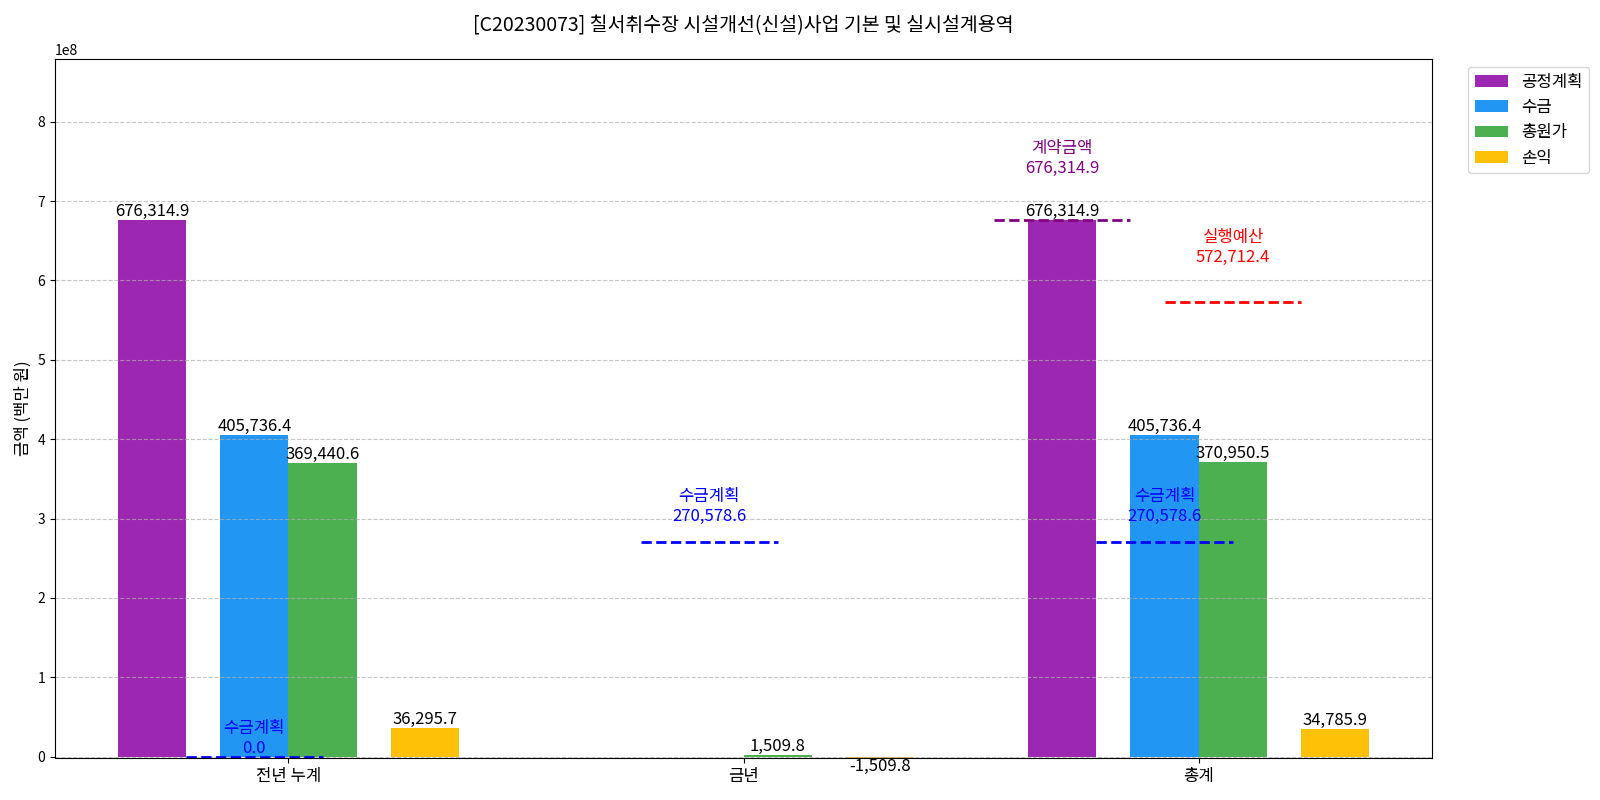 [C20230073] 칠서취수장 시설개선(신설)사업 기본 및 실시설계용역
1e8
공정계획
수금
총원가
손익
금액 (백만 원)
8
7
6
5
4
3
2
1
0
676,314.9
405,736.4
369,440.6
36,295.7
수금계획
0.0
수금계획
270,578.6
1,509.8
-1,509.8
계약금액
676,314.9
676,314.9
실행예산
572,712.4
405,736.4
370,950.5
수금계획
270,578.6
34,785.9
전년 누계
금년
총계